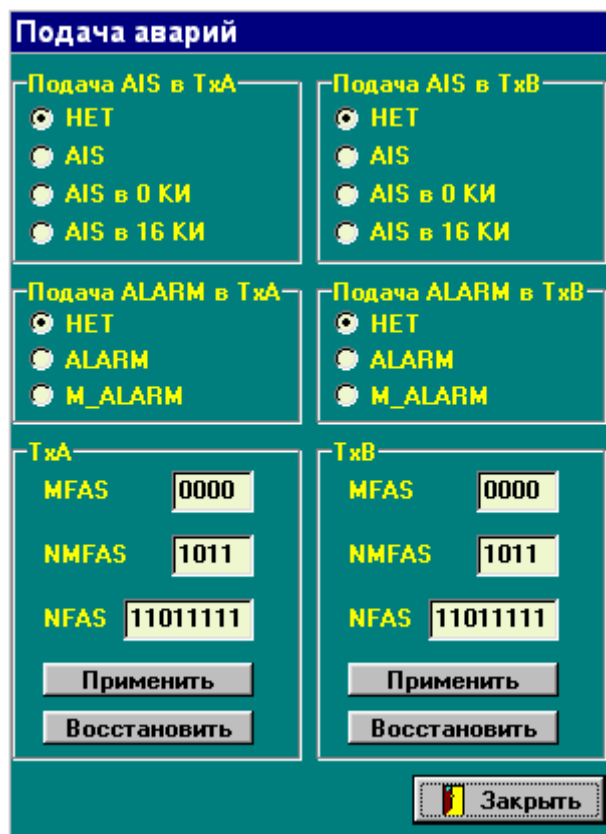 Подача аварий
Подача AIS в TxA
НЕТ
AIS
AIS в 0 КИ
AIS в 16 КИ
Подача AIS в TxB
НЕТ
AIS
AIS в 0 КИ
AIS в 16 КИ
Подача ALARM в TxA
НЕТ
ALARM
M_ALARM
Подача ALARM в TxB
НЕТ
ALARM
M_ALARM
TxA
MFAS 0000
NMFAS 1011
NFAS 11011111
Применить
Восстановить
TxB
MFAS 0000
NMFAS 1011
NFAS 11011111
Применить
Восстановить
Закрыть